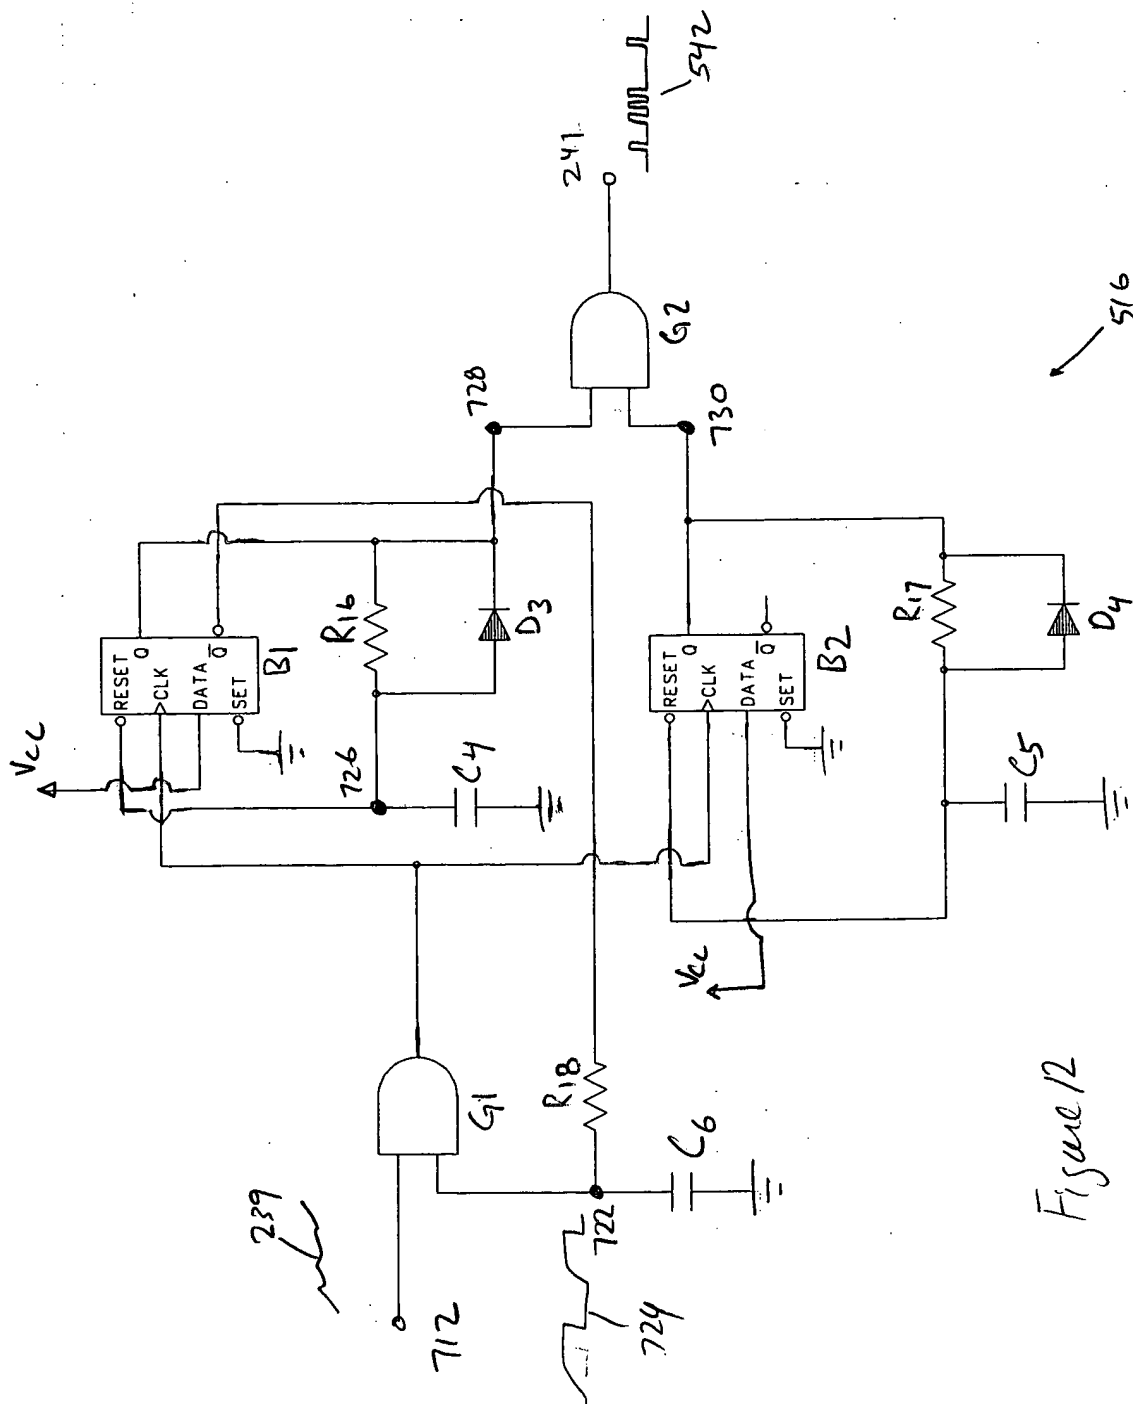 Vcc
RESET
CLK
DATA
SET
Q
Q̅
B1
726
C4
R16
D3
728
239
712
G1
R18
722
724
C6
Vcc
RESET
CLK
DATA
SET
Q
Q̅
B2
730
G2
241
542
R17
D4
C5
516
Figure 12